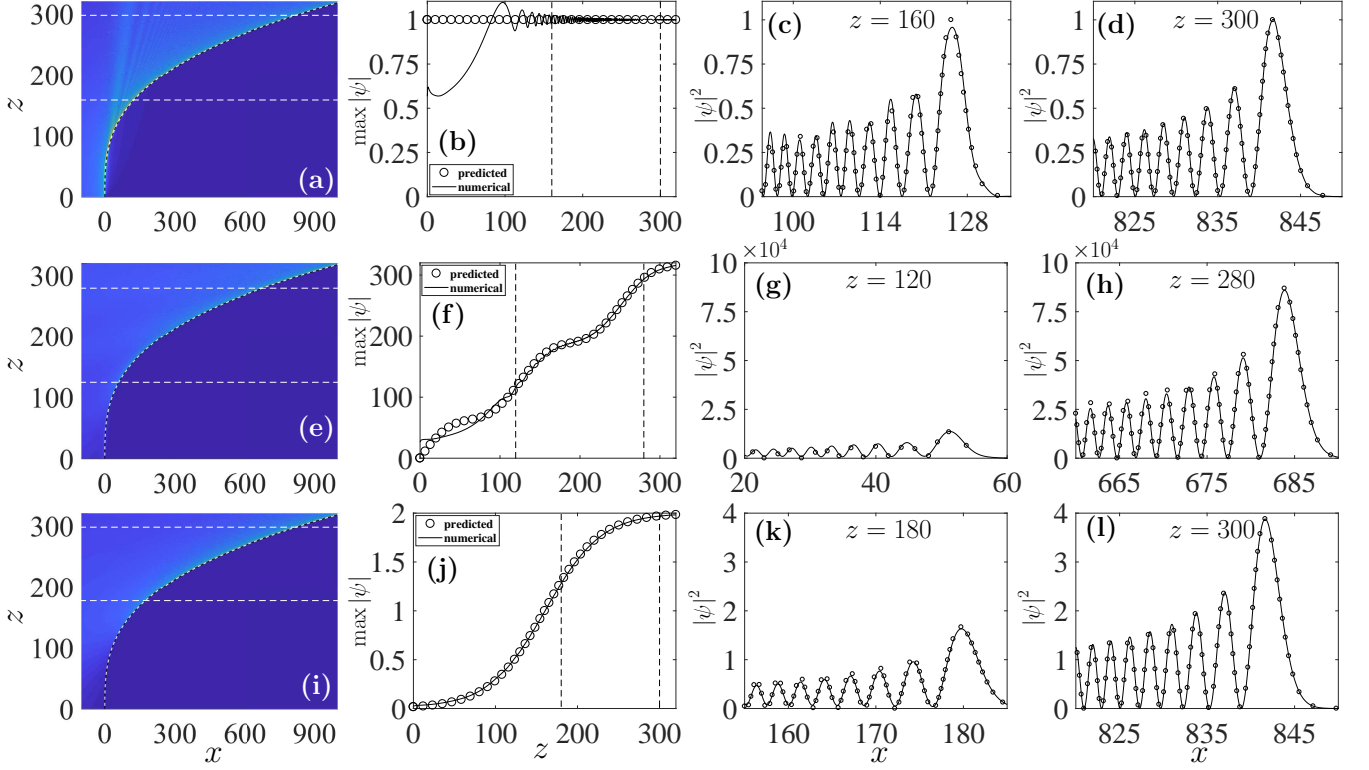 z
300
200
100
0
0
300
600
900
(a)
max |ψ|
1
0.5
1
0
0
100
200
300
(b)
predicted
numerical
|ψ|²
1
0.75
0.5
0.25
0
100
114
128
(c)
z = 160
|ψ|²
1
0.75
0.5
0.25
0
825
835
845
(d)
z = 300
z
300
200
100
0
0
300
600
900
(e)
max |ψ|
300
200
100
0
0
100
200
300
(f)
predicted
numerical
×10⁴
|ψ|²
10
7.5
5
2.5
0
20
40
60
(g)
z = 120
×10⁴
|ψ|²
10
7.5
5
2.5
0
665
675
685
(h)
z = 280
z
300
200
100
0
0
300
600
900
x
(i)
max |ψ|
2
1.5
1
0.5
0
0
100
200
300
z
(j)
predicted
numerical
|ψ|²
4
3
2
1
0
160
170
180
x
(k)
z = 180
|ψ|²
4
3
2
1
0
825
835
845
x
(l)
z = 300